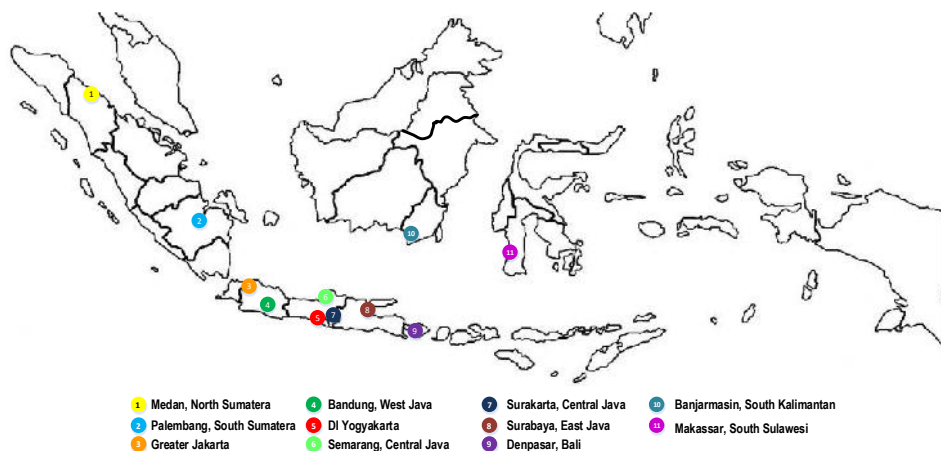 1
2
3
4
5
6
7
8
9
10
11
1 Medan, North Sumatera
2 Palembang, South Sumatera
3 Greater Jakarta
4 Bandung, West Java
5 DI Yogyakarta
6 Semarang, Central Java
7 Surakarta, Central Java
8 Surabaya, East Java
9 Denpasar, Bali
10 Banjarmasin, South Kalimantan
11 Makassar, South Sulawesi